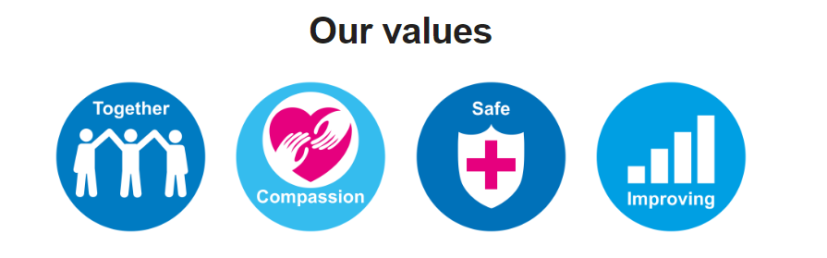 Our values
Together
Compassion
Safe
Improving